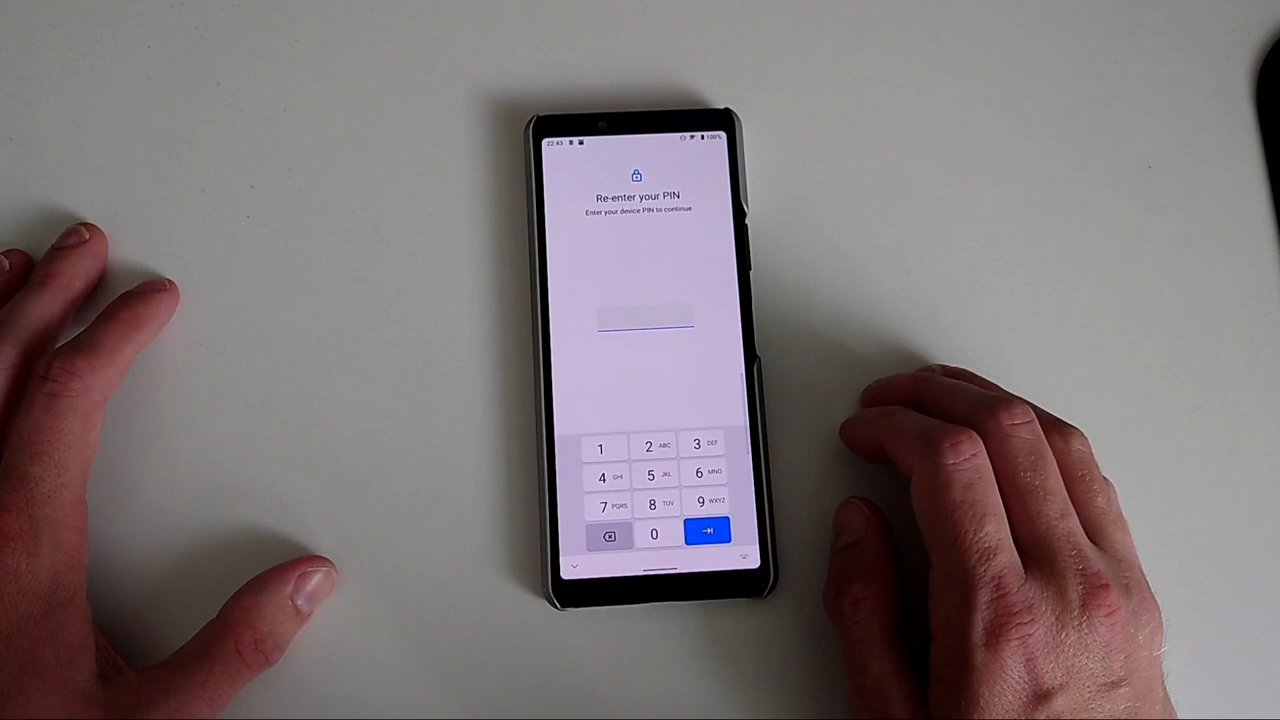 22:43 100%
Re-enter your PIN
Enter your device PIN to continue
1 2 ABC 3 DEF
4 GHI 5 JKL 6 MNO
7 PQRS 8 TUV 9 WXYZ
0